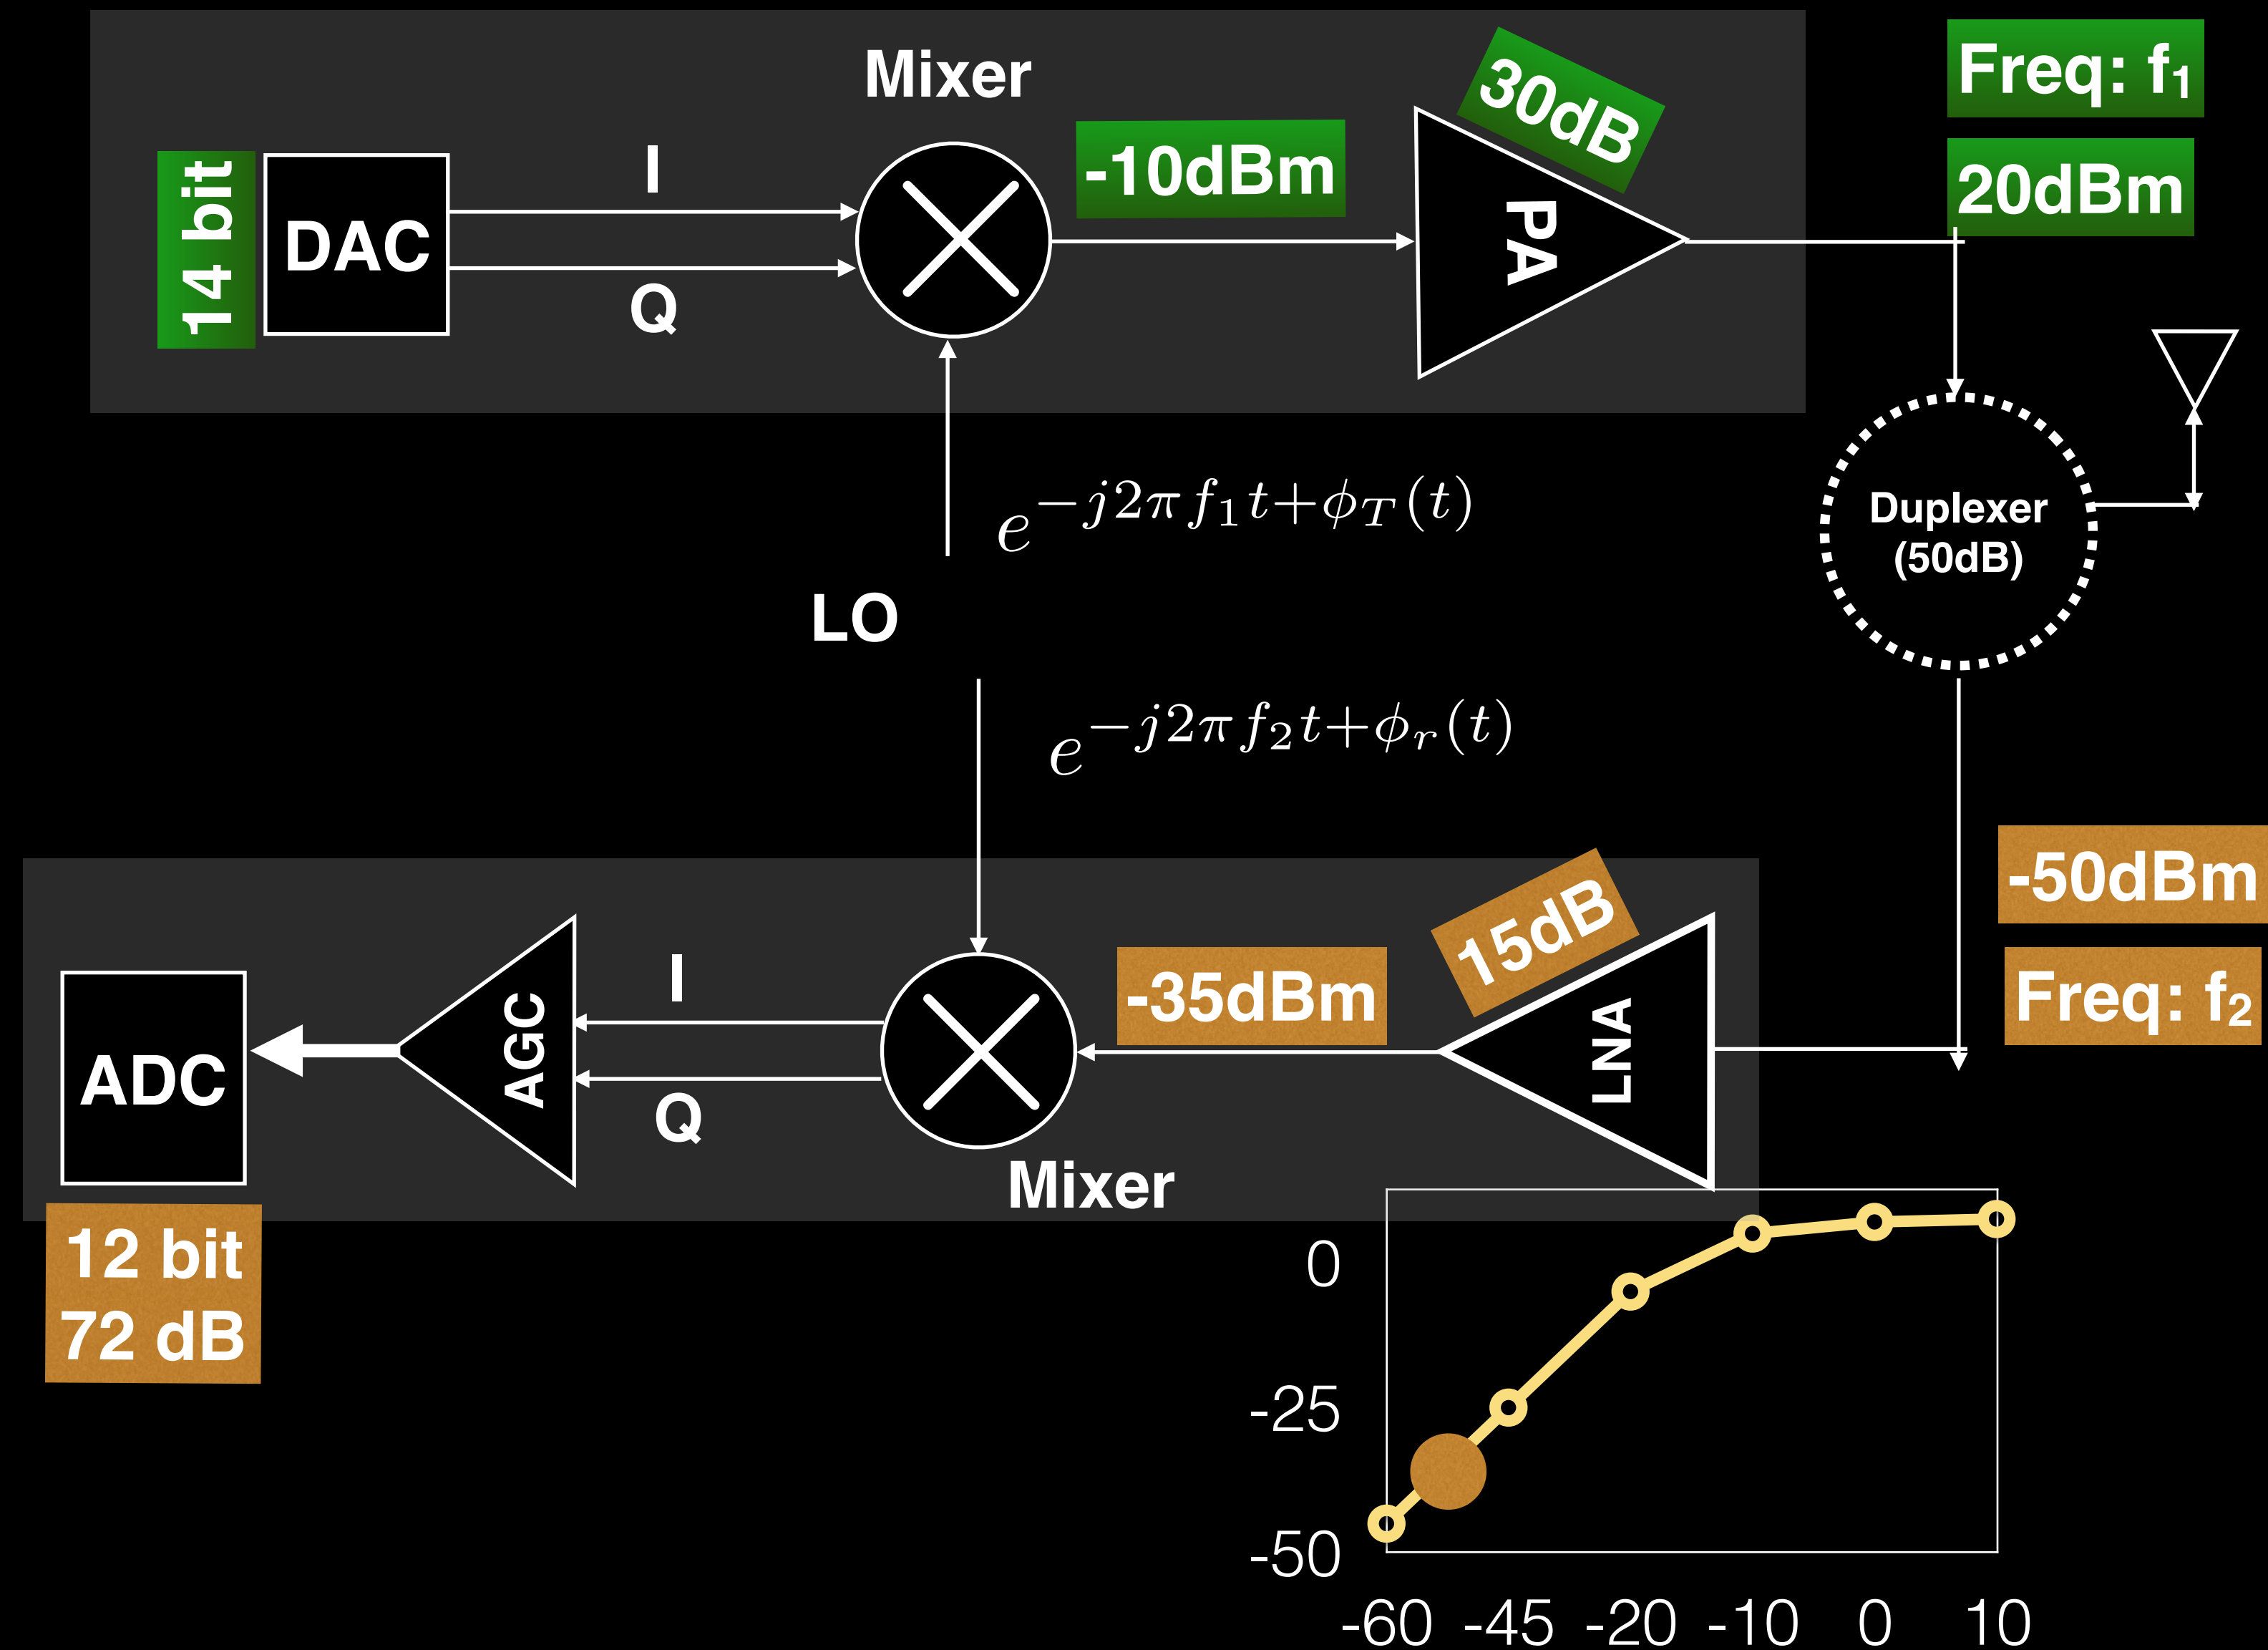 Mixer
30dB
Freq: f₁
-10dBm
20dBm
14 bit
DAC
I
Q
PA
e^{-j2πf₁t+ϕ_T(t)}
Duplexer
(50dB)
LO
e^{-j2πf₂t+ϕ_r(t)}
-50dBm
15dB
-35dBm
Freq: f₂
I
AGC
LNA
ADC
Q
Mixer
12 bit
72 dB
0
-25
-50
-60 -45 -20 -10 0 10